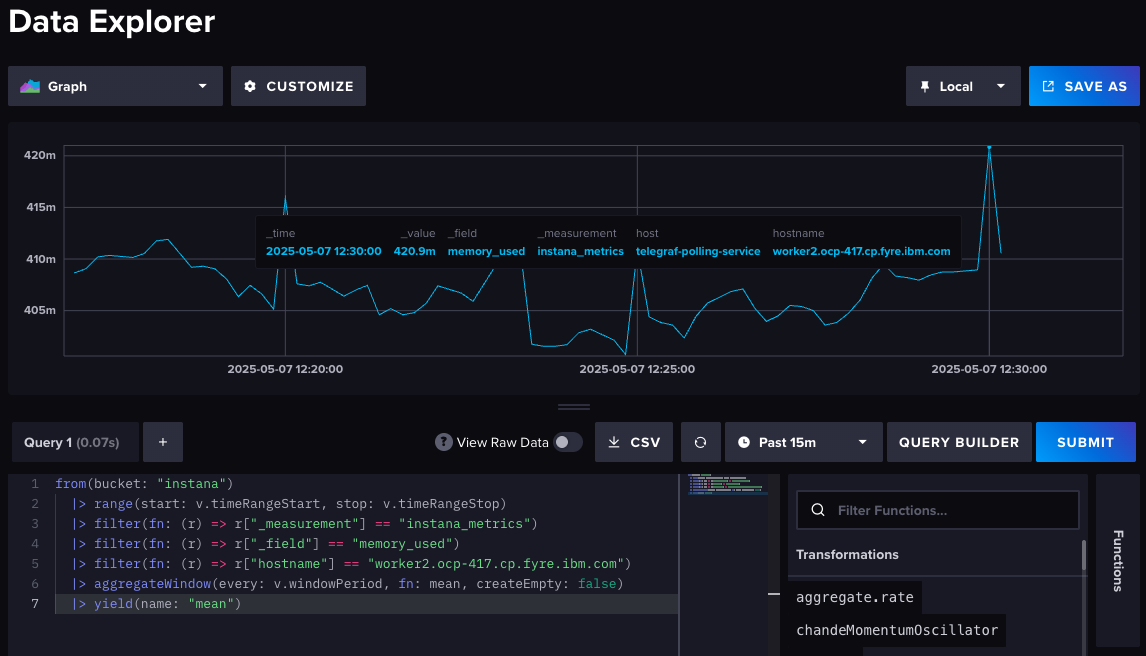 Data Explorer
Graph
CUSTOMIZE
Local
SAVE AS
420m
415m
410m
405m
_time _value _field _measurement host hostname
2025-05-07 12:30:00 420.9m memory_used instana_metrics telegraf-polling-service worker2.ocp-417.cp.fyre.ibm.com
2025-05-07 12:20:00 2025-05-07 12:25:00 2025-05-07 12:30:00
Query 1 (0.07s)
+
? View Raw Data
CSV
Past 15m
QUERY BUILDER
SUBMIT
1 from(bucket: "instana")
2 |> range(start: v.timeRangeStart, stop: v.timeRangeStop)
3 |> filter(fn: (r) => r["_measurement"] == "instana_metrics")
4 |> filter(fn: (r) => r["_field"] == "memory_used")
5 |> filter(fn: (r) => r["hostname"] == "worker2.ocp-417.cp.fyre.ibm.com")
6 |> aggregateWindow(every: v.windowPeriod, fn: mean, createEmpty: false)
7 |> yield(name: "mean")
Filter Functions...
Transformations
aggregate.rate
chandeMomentumOscillator
Functions